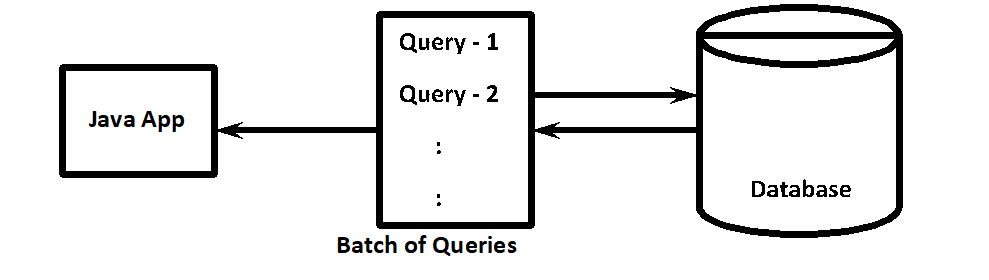 Java App
Query - 1
Query - 2
:
:
Batch of Queries
Database